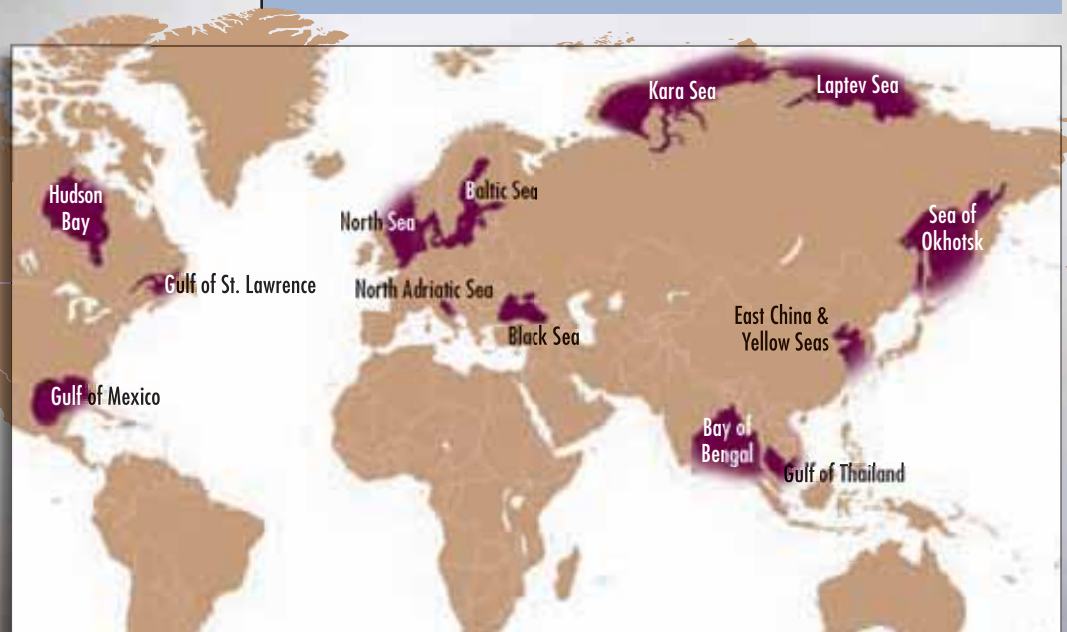 Kara Sea
Laptev Sea
Hudson
Bay
Baltic Sea
North Sea
Sea of
Okhotsk
Gulf of St. Lawrence
North Adriatic Sea
East China &
Yellow Seas
Black Sea
Gulf of Mexico
Bay of
Bengal
Gulf of Thailand